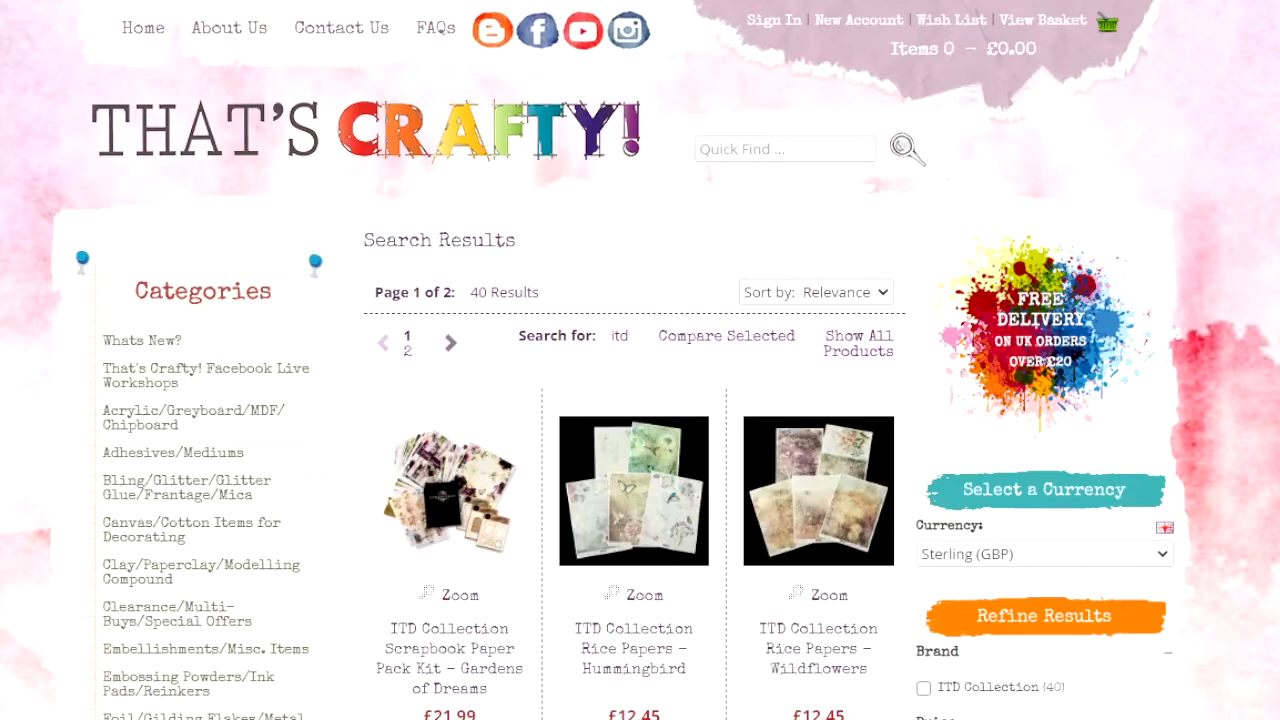 Home About Us Contact Us FAQs
Sign In | New Account | Wish List | View Basket
Items 0 - £0.00
THAT'S CRAFTY!
Quick Find ...
Categories
Whats New?
That's Crafty! Facebook Live
Workshops
Acrylic/Greyboard/MDF/
Chipboard
Adhesives/Mediums
Bling/Glitter/Glitter
Glue/Frantage/Mica
Canvas/Cotton Items for
Decorating
Clay/Paperclay/Modelling
Compound
Clearance/Multi-
Buys/Special Offers
Embellishments/Misc. Items
Embossing Powders/Ink
Pads/Reinkers
Foil/Gilding Flakes/Metal
Search Results
Page 1 of 2: 40 Results
Sort by: Relevance
1
2
Search for: itd
Compare Selected
Show All
Products
Zoom
ITD Collection
Scrapbook Paper
Pack Kit - Gardens
of Dreams
£21.99
Zoom
ITD Collection
Rice Papers -
Hummingbird
£12.45
Zoom
ITD Collection
Rice Papers -
Wildflowers
£12.45
FREE
DELIVERY
ON UK ORDERS
OVER £20
Select a Currency
Currency:
Sterling (GBP)
Refine Results
Brand
ITD Collection (40)